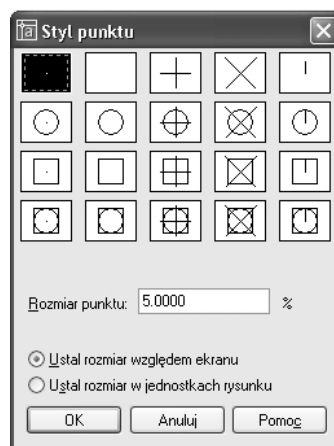 Styl punktu
Rozmiar punktu: 5.0000 %
Ustal rozmiar względem ekranu
Ustal rozmiar w jednostkach rysunku
OK Anuluj Pomoc